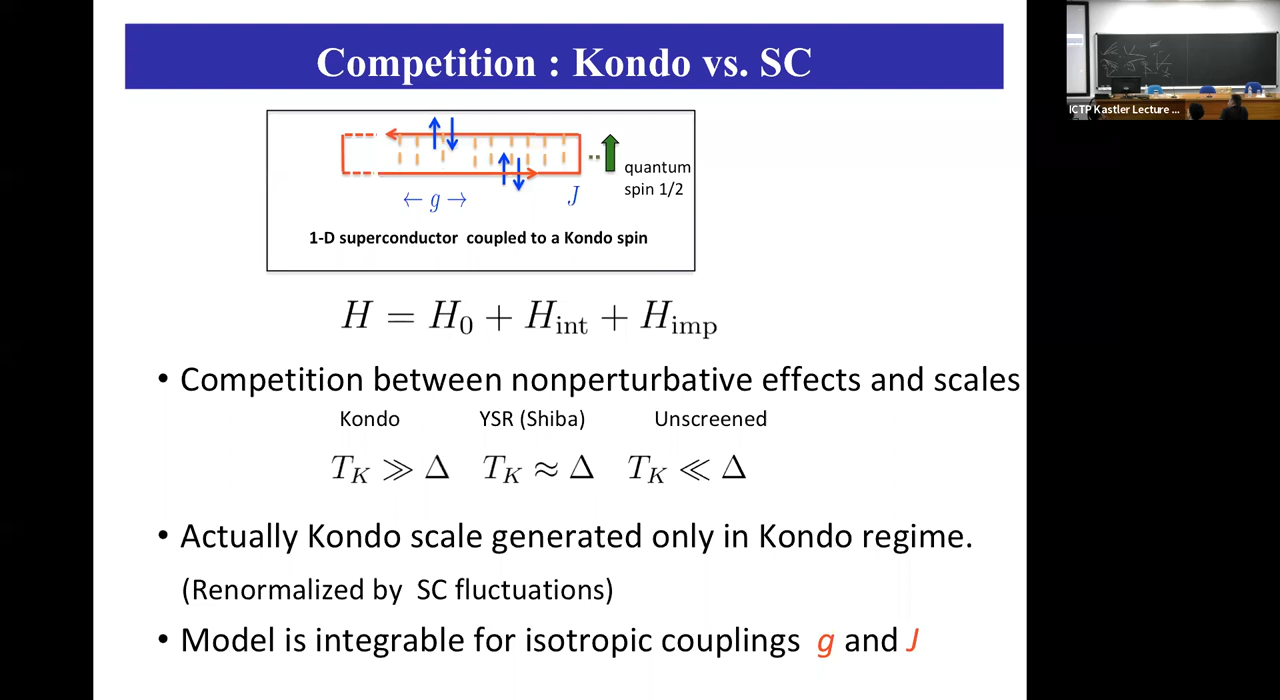 Competition : Kondo vs. SC
ICTP Kastler Lecture ...
quantum
spin 1/2
← g →
J
1-D superconductor coupled to a Kondo spin
H = H₀ + H_int + H_imp
• Competition between nonperturbative effects and scales
Kondo YSR (Shiba) Unscreened
T_K ≫ Δ T_K ≈ Δ T_K ≪ Δ
• Actually Kondo scale generated only in Kondo regime.
(Renormalized by SC fluctuations)
• Model is integrable for isotropic couplings g and J